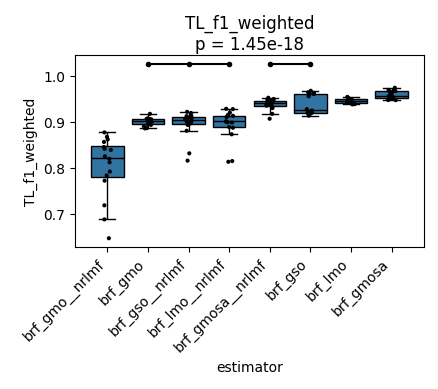 TL_f1_weighted
p = 1.45e-18
TL_f1_weighted
1.0
0.9
0.8
0.7
brf_gmo__nrlmf
brf_gmo
brf_gso__nrlmf
brf_lmo__nrlmf
brf_gmosa__nrlmf
brf_gso
brf_lmo
brf_gmosa
estimator